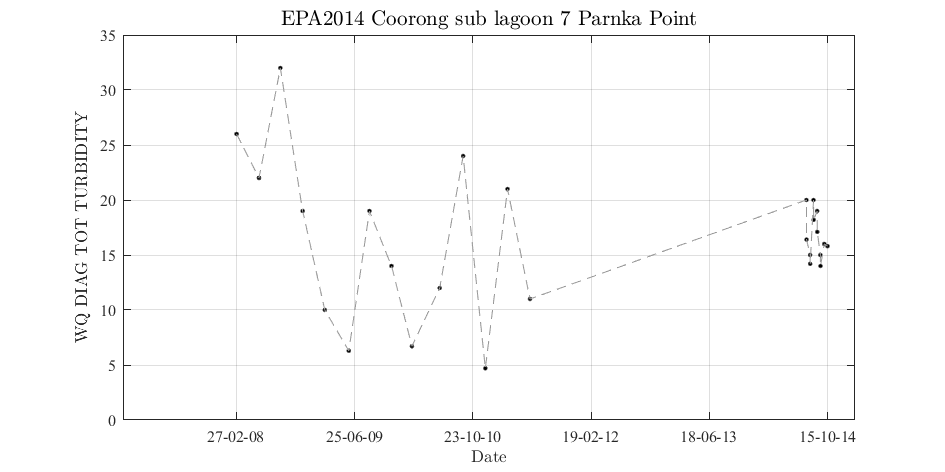 EPA2014 Coorong sub lagoon 7 Parnka Point
WQ DIAG TOT TURBIDITY
35
30
25
20
15
10
5
0
27-02-08 25-06-09 23-10-10 19-02-12 18-06-13 15-10-14
Date